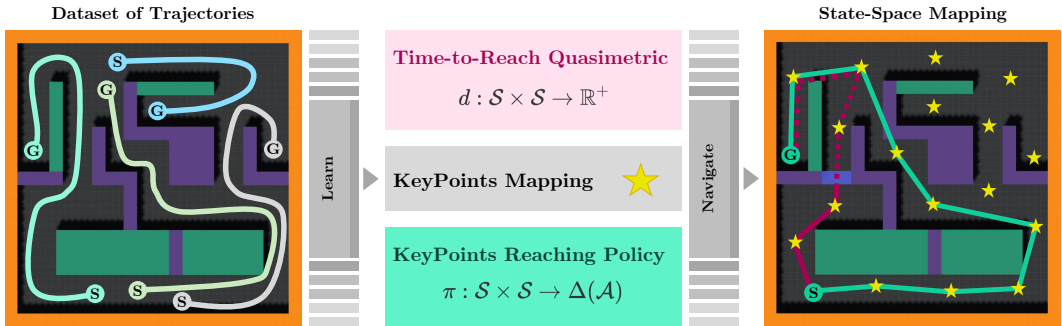 Dataset of Trajectories
S
G
G
S
G
G
S
S
S
Learn
Time-to-Reach Quasimetric
d : 𝒮 × 𝒮 → ℝ⁺
KeyPoints Mapping
KeyPoints Reaching Policy
π : 𝒮 × 𝒮 → Δ(𝒜)
Navigate
State-Space Mapping
G
S